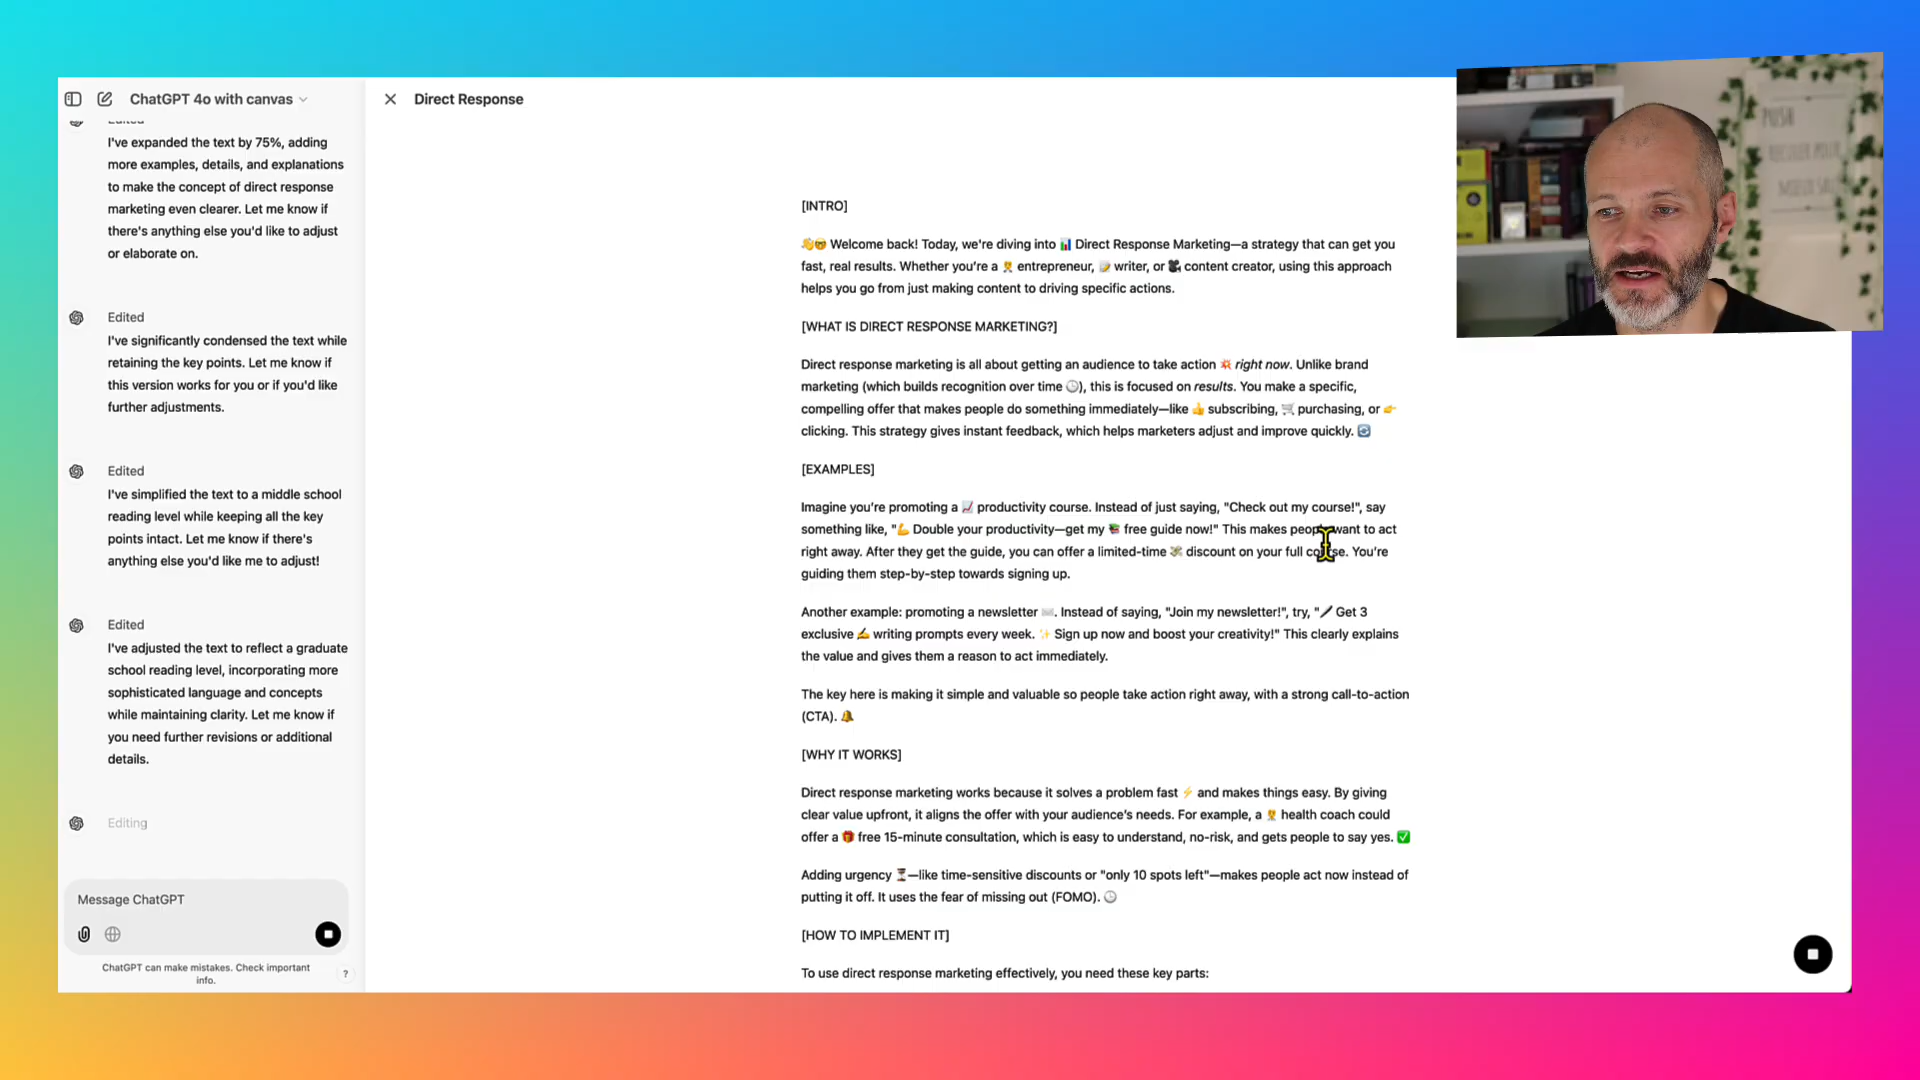 ChatGPT 4o with canvas
Edited
I've expanded the text by 75%, adding
more examples, details, and explanations
to make the concept of direct response
marketing even clearer. Let me know if
there's anything else you'd like to adjust
or elaborate on.
Edited
I've significantly condensed the text while
retaining the key points. Let me know if
this version works for you or if you'd like
further adjustments.
Edited
I've simplified the text to a middle school
reading level while keeping all the key
points intact. Let me know if there's
anything else you'd like me to adjust!
Edited
I've adjusted the text to reflect a graduate
school reading level, incorporating more
sophisticated language and concepts
while maintaining clarity. Let me know if
you need further revisions or additional
details.
Editing
Message ChatGPT
ChatGPT can make mistakes. Check important
info.
?
Direct Response
[INTRO]
👋🤓 Welcome back! Today, we're diving into 📊 Direct Response Marketing—a strategy that can get you
fast, real results. Whether you're a entrepreneur, 📝 writer, or 🎥 content creator, using this approach
helps you go from just making content to driving specific actions.
[WHAT IS DIRECT RESPONSE MARKETING?]
Direct response marketing is all about getting an audience to take action 💥 right now. Unlike brand
marketing (which builds recognition over time 🕒), this is focused on results. You make a specific,
compelling offer that makes people do something immediately—like 👍 subscribing, 🛒 purchasing, or 👉
clicking. This strategy gives instant feedback, which helps marketers adjust and improve quickly. 🔄
[EXAMPLES]
Imagine you're promoting a 📈 productivity course. Instead of just saying, "Check out my course!", say
something like, "💪 Double your productivity—get my 📚 free guide now!" This makes people want to act
right away. After they get the guide, you can offer a limited-time 💸 discount on your full course. You're
guiding them step-by-step towards signing up.
Another example: promoting a newsletter ✉️. Instead of saying, "Join my newsletter!", try, "🖊️ Get 3
exclusive ✍️ writing prompts every week. ✨ Sign up now and boost your creativity!" This clearly explains
the value and gives them a reason to act immediately.
The key here is making it simple and valuable so people take action right away, with a strong call-to-action
(CTA). 🔔
[WHY IT WORKS]
Direct response marketing works because it solves a problem fast ⚡ and makes things easy. By giving
clear value upfront, it aligns the offer with your audience's needs. For example, a health coach could
offer a 🎁 free 15-minute consultation, which is easy to understand, no-risk, and gets people to say yes. ✅
Adding urgency ⏳—like time-sensitive discounts or "only 10 spots left"—makes people act now instead of
putting it off. It uses the fear of missing out (FOMO). 🕒
[HOW TO IMPLEMENT IT]
To use direct response marketing effectively, you need these key parts:
PUSH